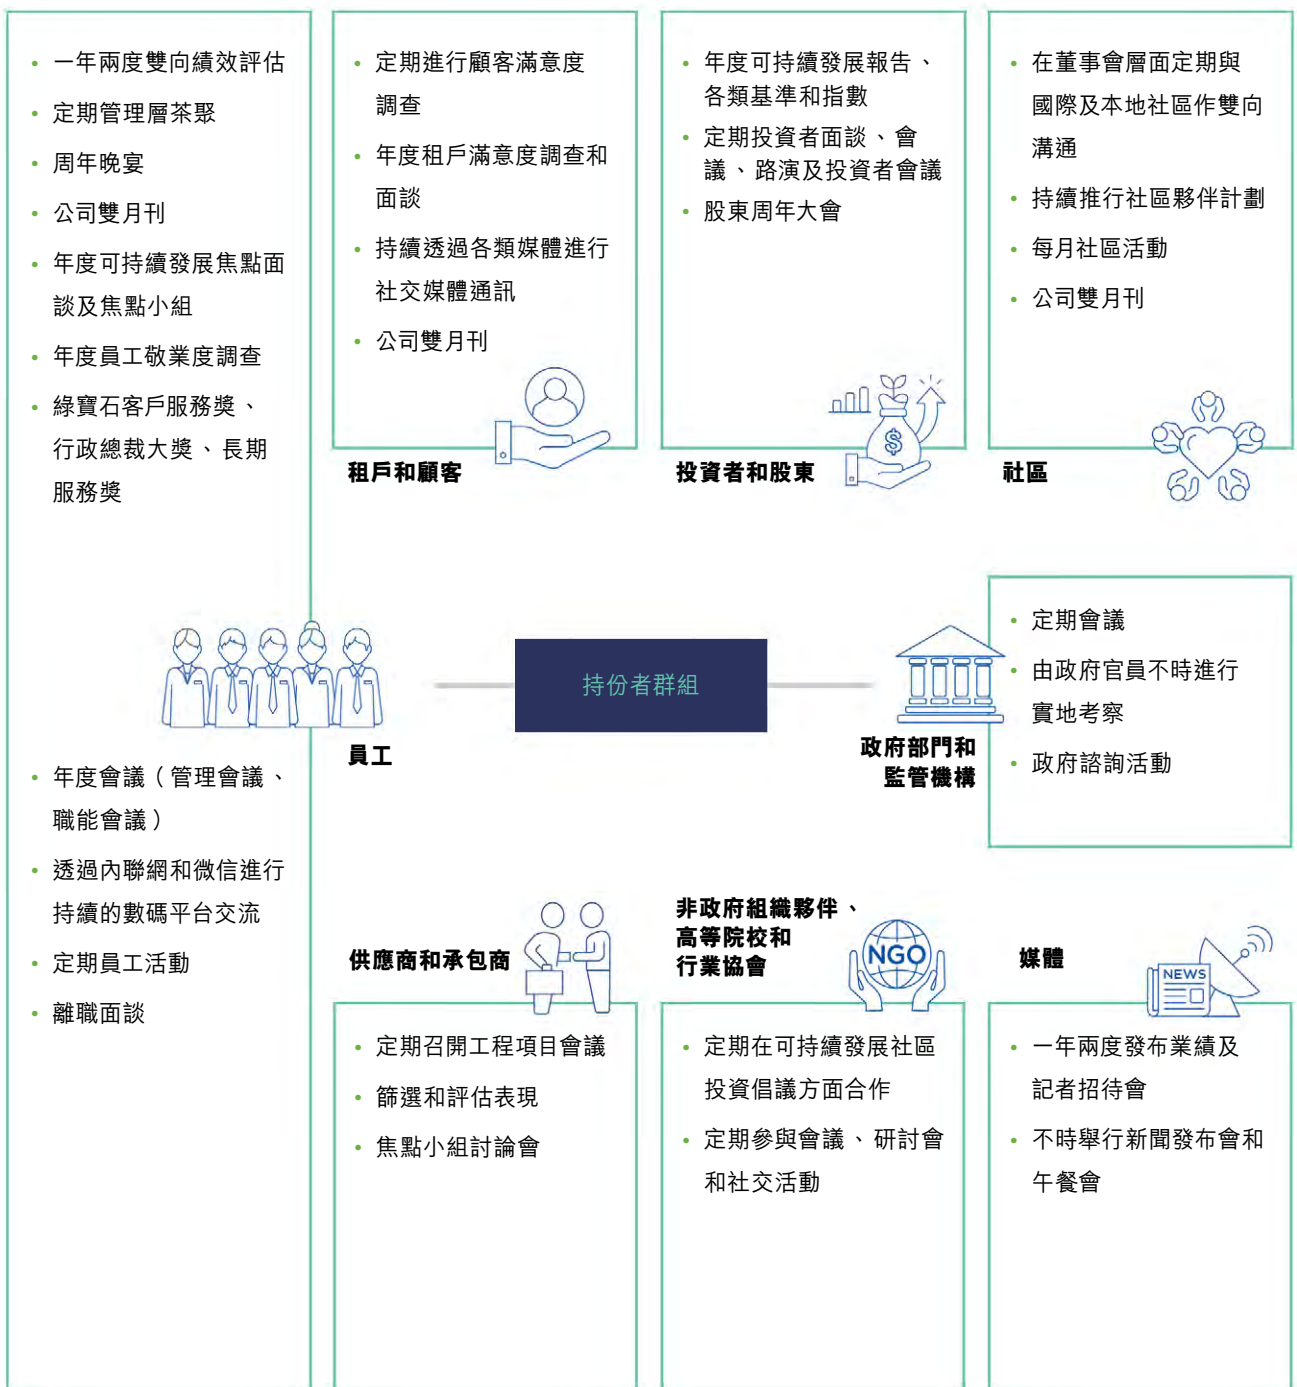 • 一年兩度雙向績效評估
• 定期管理層茶聚
• 周年晚宴
• 公司雙月刊
• 年度可持續發展焦點面
談及焦點小組
• 年度員工敬業度調查
• 綠寶石客戶服務獎、
行政總裁大獎、長期
服務獎
員工
• 年度會議（管理會議、
職能會議）
• 透過內聯網和微信進行
持續的數碼平台交流
• 定期員工活動
• 離職面談
• 定期進行顧客滿意度
調查
• 年度租戶滿意度調查和
面談
• 持續透過各類媒體進行
社交媒體通訊
• 公司雙月刊
租戶和顧客
• 年度可持續發展報告、
各類基準和指數
• 定期投資者面談、會
議、路演及投資者會議
• 股東周年大會
$
投資者和股東
• 在董事會層面定期與
國際及本地社區作雙向
溝通
• 持續推行社區夥伴計劃
• 每月社區活動
• 公司雙月刊
社區
持份者群組
政府部門和
監管機構
• 定期會議
• 由政府官員不時進行
實地考察
• 政府諮詢活動
供應商和承包商
• 定期召開工程項目會議
• 篩選和評估表現
• 焦點小組討論會
非政府組織夥伴、
高等院校和
行業協會
NGO
• 定期在可持續發展社區
投資倡議方面合作
• 定期參與會議、研討會
和社交活動
媒體
NEWS
• 一年兩度發布業績及
記者招待會
• 不時舉行新聞發布會和
午餐會